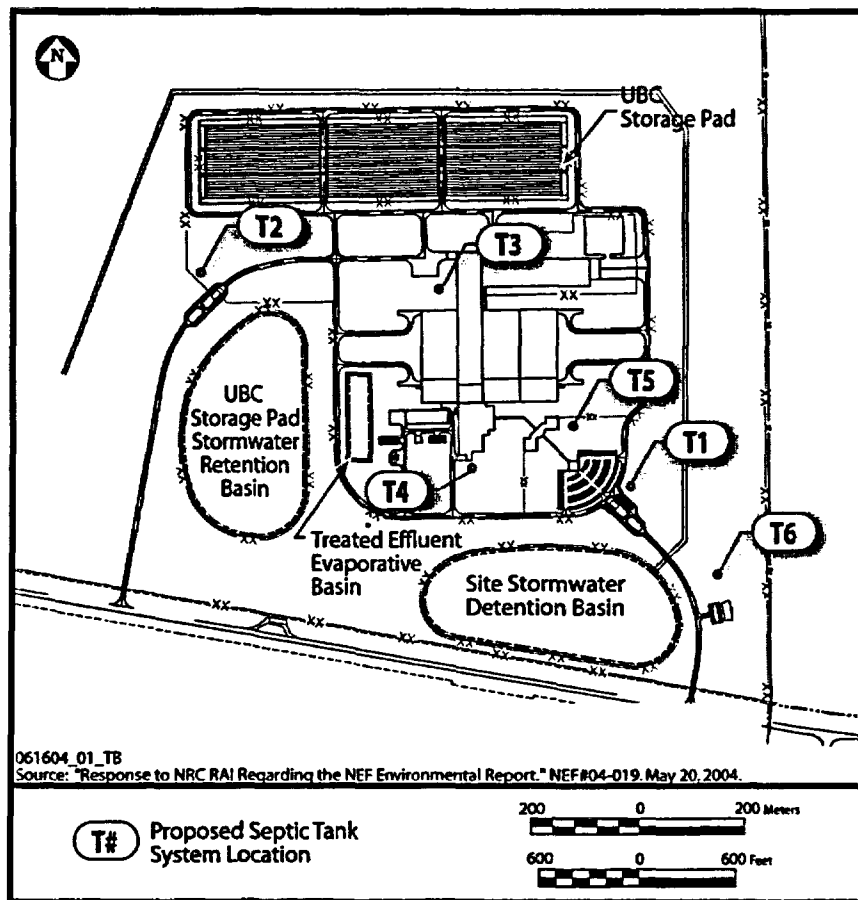 N
UBC
Storage Pad
T2
T3
XX
T5
UBC
Storage Pad
Stormwater
Retention
Basin
T1
T4
T6
Treated Effluent
Evaporative
Basin
Site Stormwater
Detention Basin
061604_01_TB
Source: "Response to NRC RAI Regarding the NEF Environmental Report." NEF#04-019. May 20, 2004.
T# Proposed Septic Tank
System Location
200 0 200 Meters
600 0 600 Feet